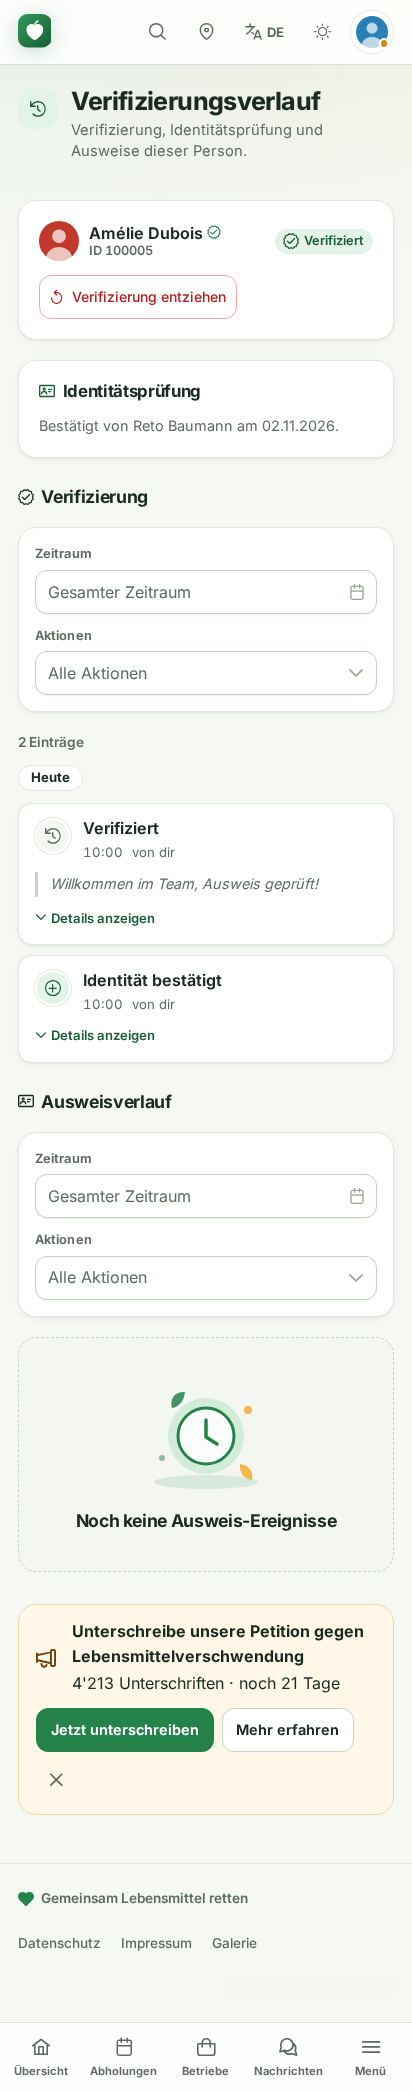 DE
Verifizierungsverlauf
Verifizierung, Identitätsprüfung und
Ausweise dieser Person.
Amélie Dubois
ID 100005
Verifiziert
Verifizierung entziehen
Identitätsprüfung
Bestätigt von Reto Baumann am 02.11.2026.
Verifizierung
Zeitraum
Gesamter Zeitraum
Aktionen
Alle Aktionen
2 Einträge
Heute
Verifiziert
10:00 von dir
Willkommen im Team, Ausweis geprüft!
Details anzeigen
Identität bestätigt
10:00 von dir
Details anzeigen
Ausweisverlauf
Zeitraum
Gesamter Zeitraum
Aktionen
Alle Aktionen
Noch keine Ausweis-Ereignisse
Unterschreibe unsere Petition gegen
Lebensmittelverschwendung
4'213 Unterschriften · noch 21 Tage
Jetzt unterschreiben
Mehr erfahren
Gemeinsam Lebensmittel retten
Datenschutz Impressum Galerie
Übersicht Abholungen Betriebe Nachrichten Menü